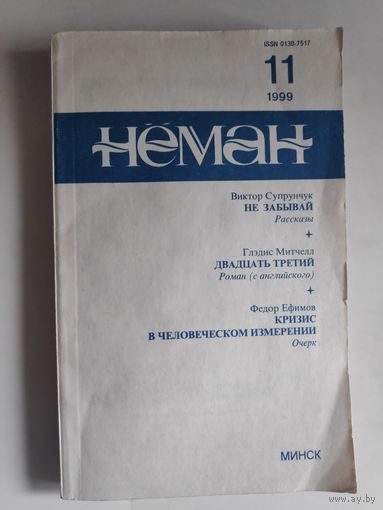 ISSN 0130-7517
11
1999
НЁМАН
Виктор Супрунчук
НЕ ЗАБЫВАЙ
Рассказы
Глэдис Митчелл
ДВАДЦАТЬ ТРЕТИЙ
Роман (с английского)
Федор Ефимов
КРИЗИС
В ЧЕЛОВЕЧЕСКОМ ИЗМЕРЕНИИ
Очерк
МИНСК
www.ay.by